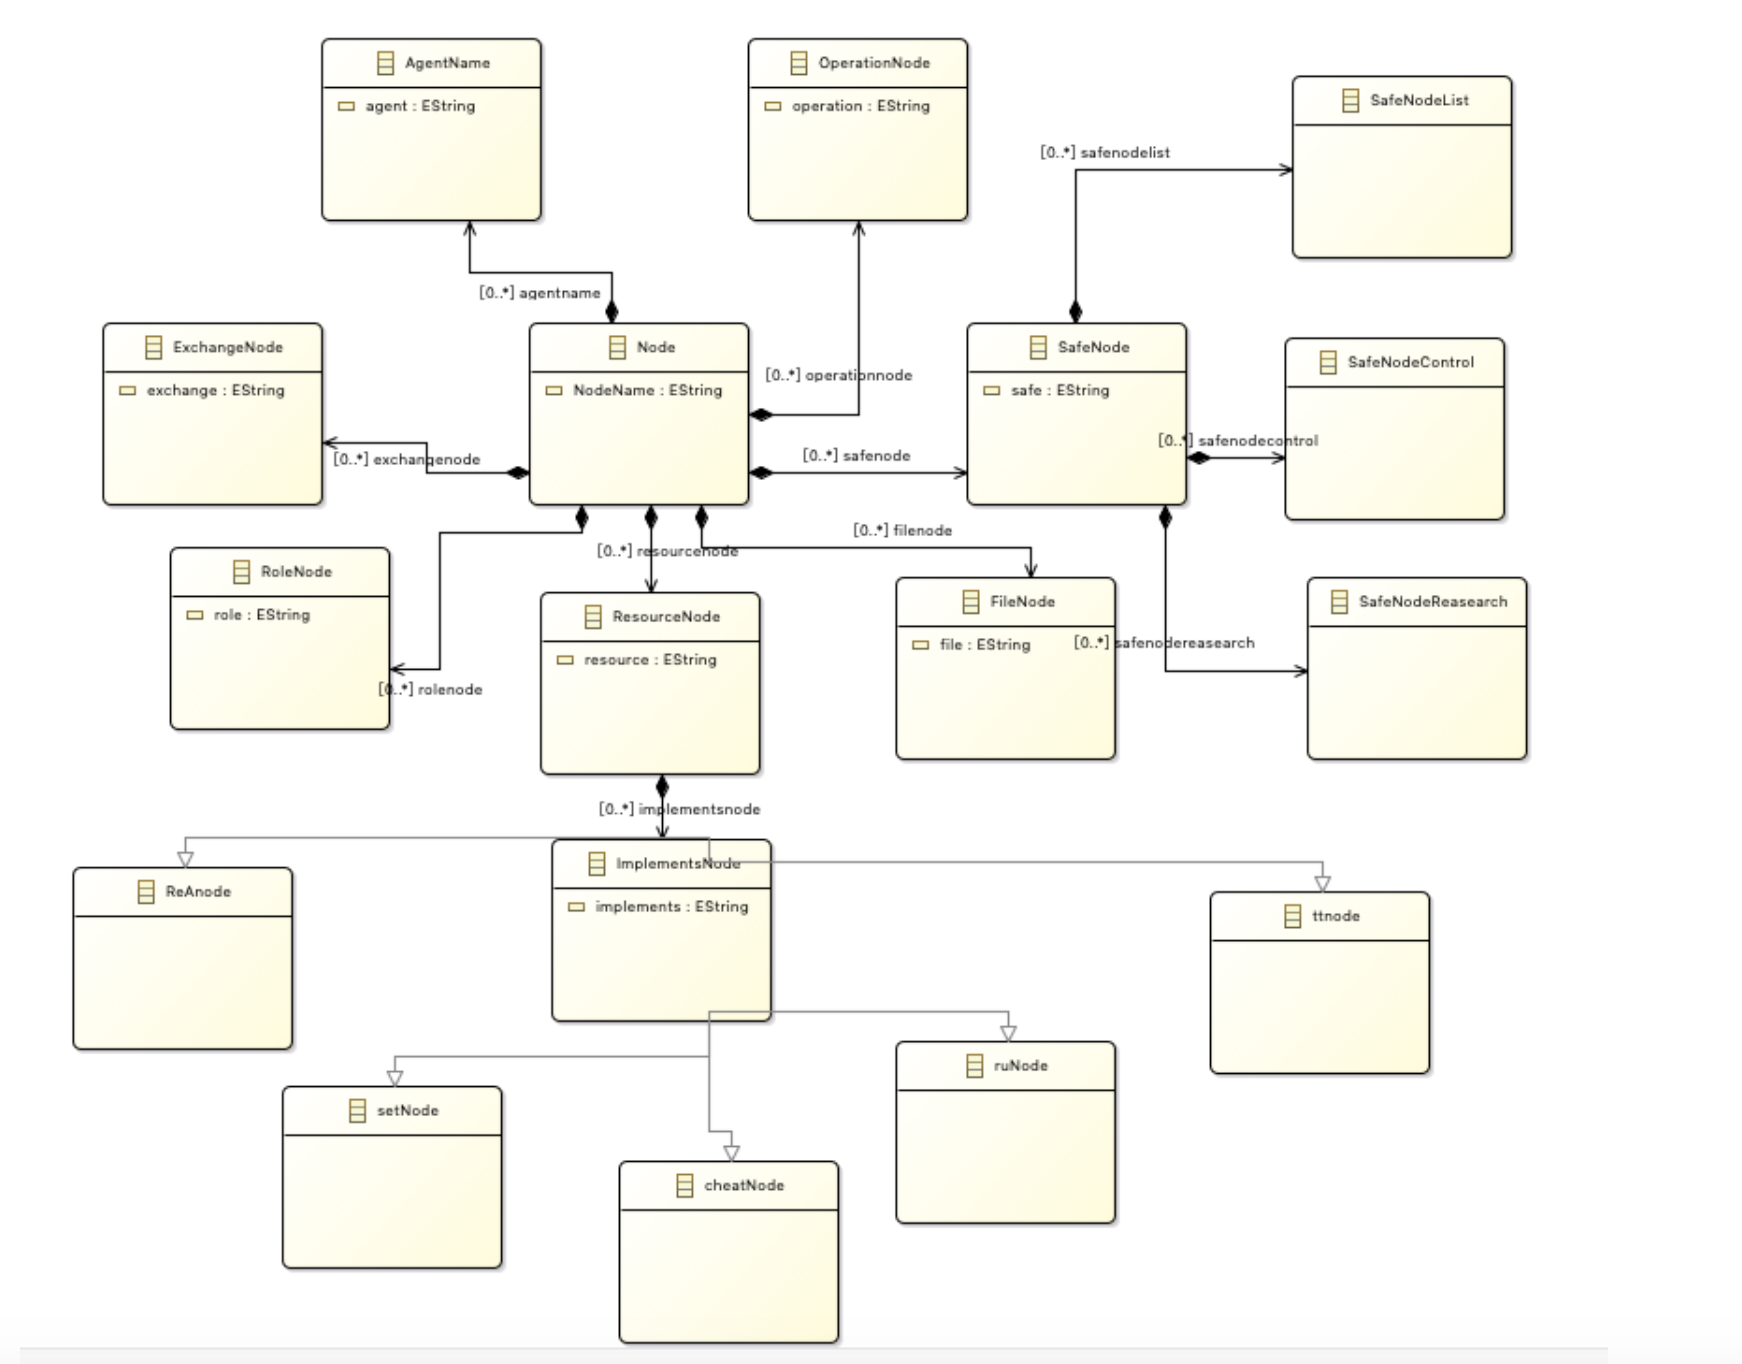 AgentName
agent : EString
OperationNode
operation : EString
SafeNodeList
[0..*] safenodelist
[0..*] agentname
ExchangeNode
exchange : EString
[0..*] exchangenode
Node
NodeName : EString
[0..*] operationnode
[0..*] safenode
SafeNode
safe : EString
SafeNodeControl
[0..*] safenodecontrol
RoleNode
role : EString
[0..*] rolenode
[0..*] resourcenode
ResourceNode
resource : EString
[0..*] filenode
FileNode
file : EString
[0..*] safenodereasearch
SafeNodeReasearch
[0..*] implementsnode
ReAnode
ImplementsNode
implements : EString
ttnode
setNode
ruNode
cheatNode